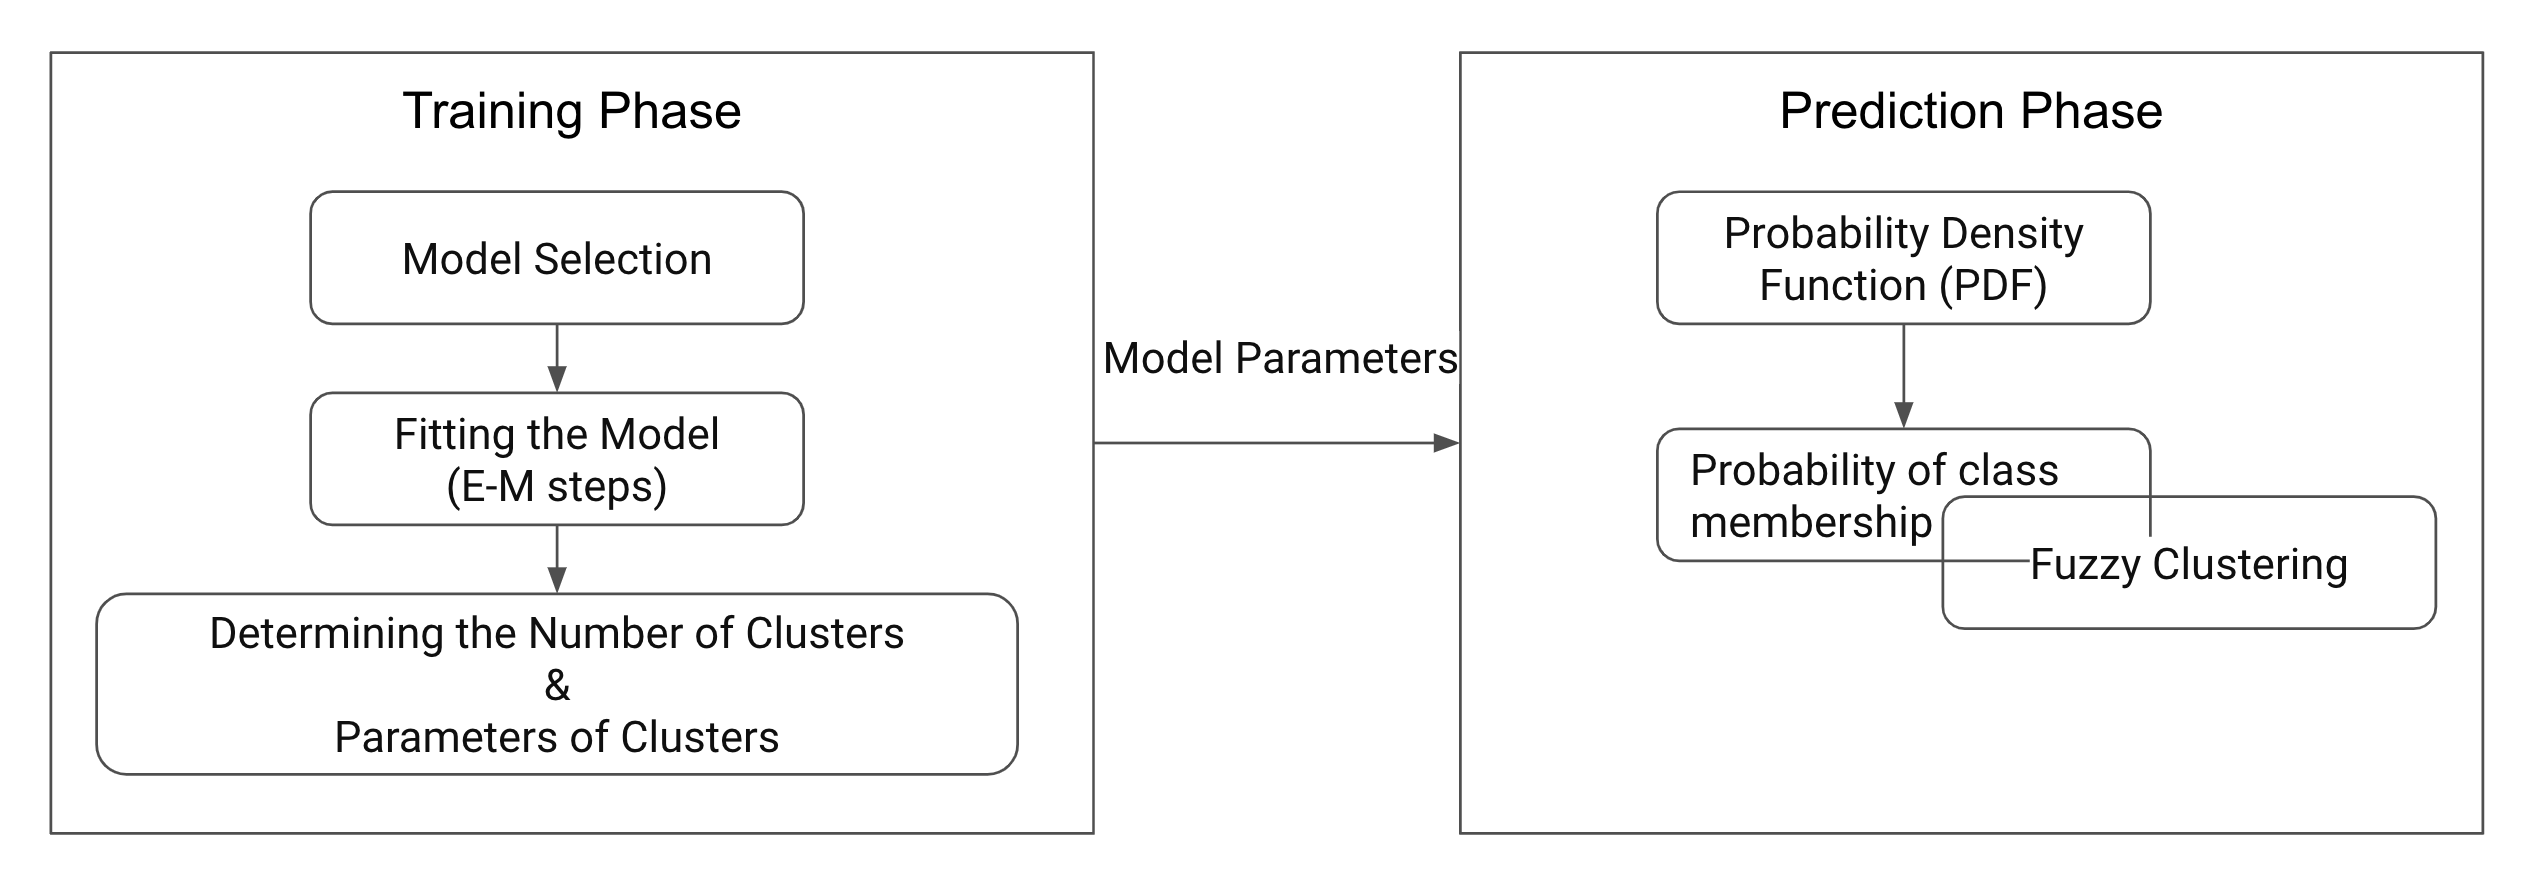 Training Phase
Model Selection
Fitting the Model
(E-M steps)
Determining the Number of Clusters
&
Parameters of Clusters
Model Parameters
Prediction Phase
Probability Density
Function (PDF)
Probability of class
membership
Fuzzy Clustering